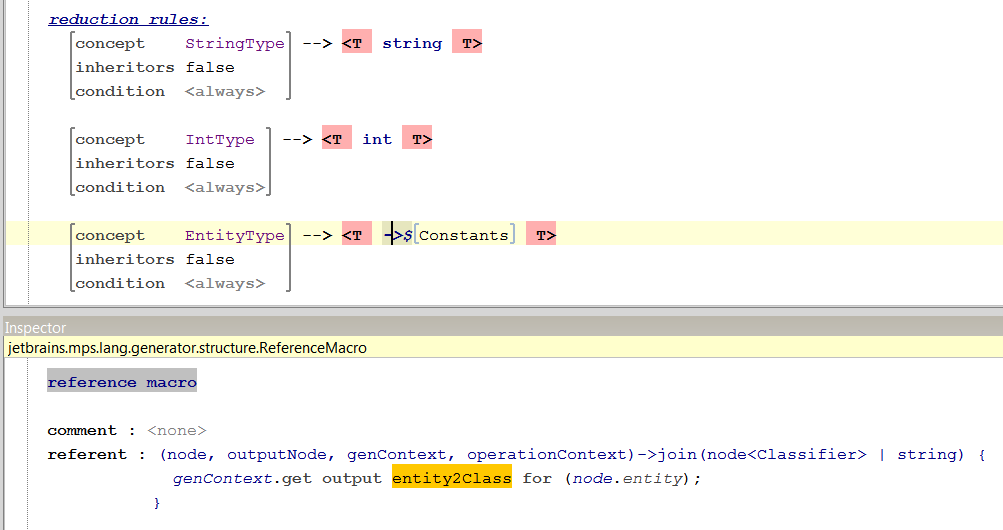 reduction rules:
concept StringType --> <T string T>
inheritors false
condition <always>
concept IntType --> <T int T>
inheritors false
condition <always>
concept EntityType --> <T ->$[Constants] T>
inheritors false
condition <always>
Inspector
jetbrains.mps.lang.generator.structure.ReferenceMacro
reference macro
comment : <none>
referent : (node, outputNode, genContext, operationContext)->join(node<Classifier> | string) {
genContext.get output entity2Class for (node.entity);
}